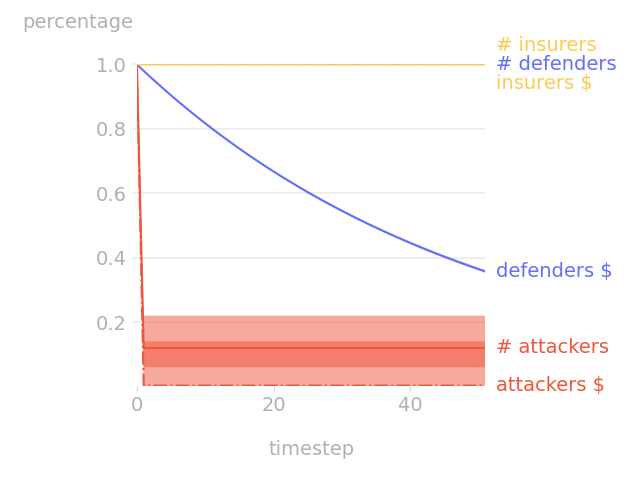 percentage
# insurers
# defenders
insurers $
1.0
0.8
0.6
0.4
0.2
defenders $
# attackers
attackers $
0
20
40
timestep